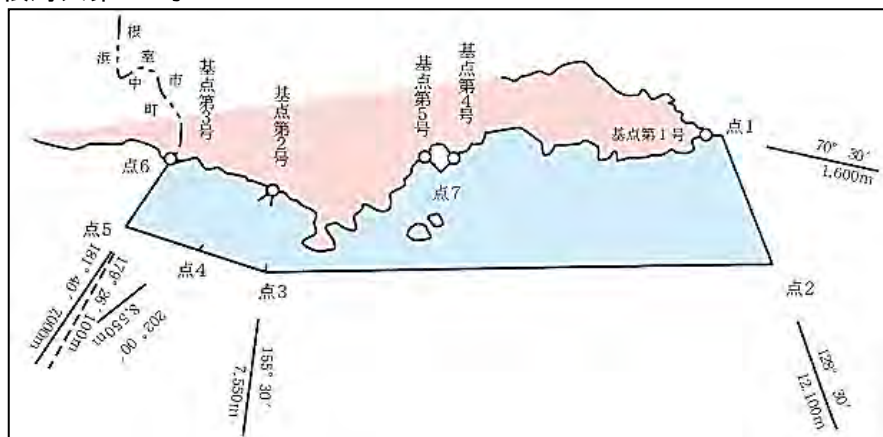 根室市
浜中町
基点第3号
基点第2号
基点第5号
基点第4号
基点第1号
点1
点6
点7
点5
点4
点3
点2
70° 30′
1.600m
181° 40′ 7.000m
179° 26′ 100m
202° 00′
8.550m
155° 30′
7.550m
128° 30′
12.100m